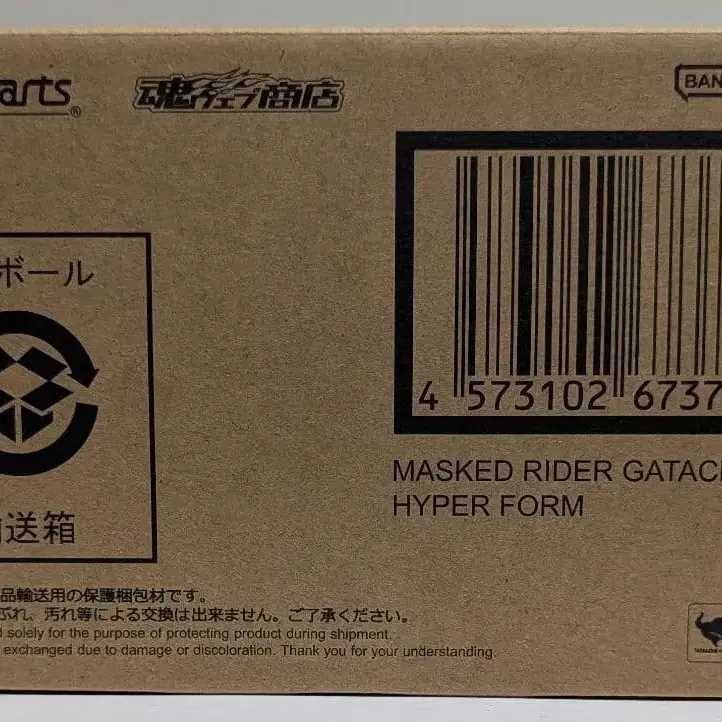 arts®
魂ウェブ商店
BAN
ボール
送箱
4 573102 6737
MASKED RIDER GATAC
HYPER FORM
品輸送用の保護梱包材です。
ぶれ、汚れ等による交換は出来ません。ご了承ください。
solely for the purpose of protecting product during shipment.
exchanged due to damage or discoloration. Thank you for your understanding.